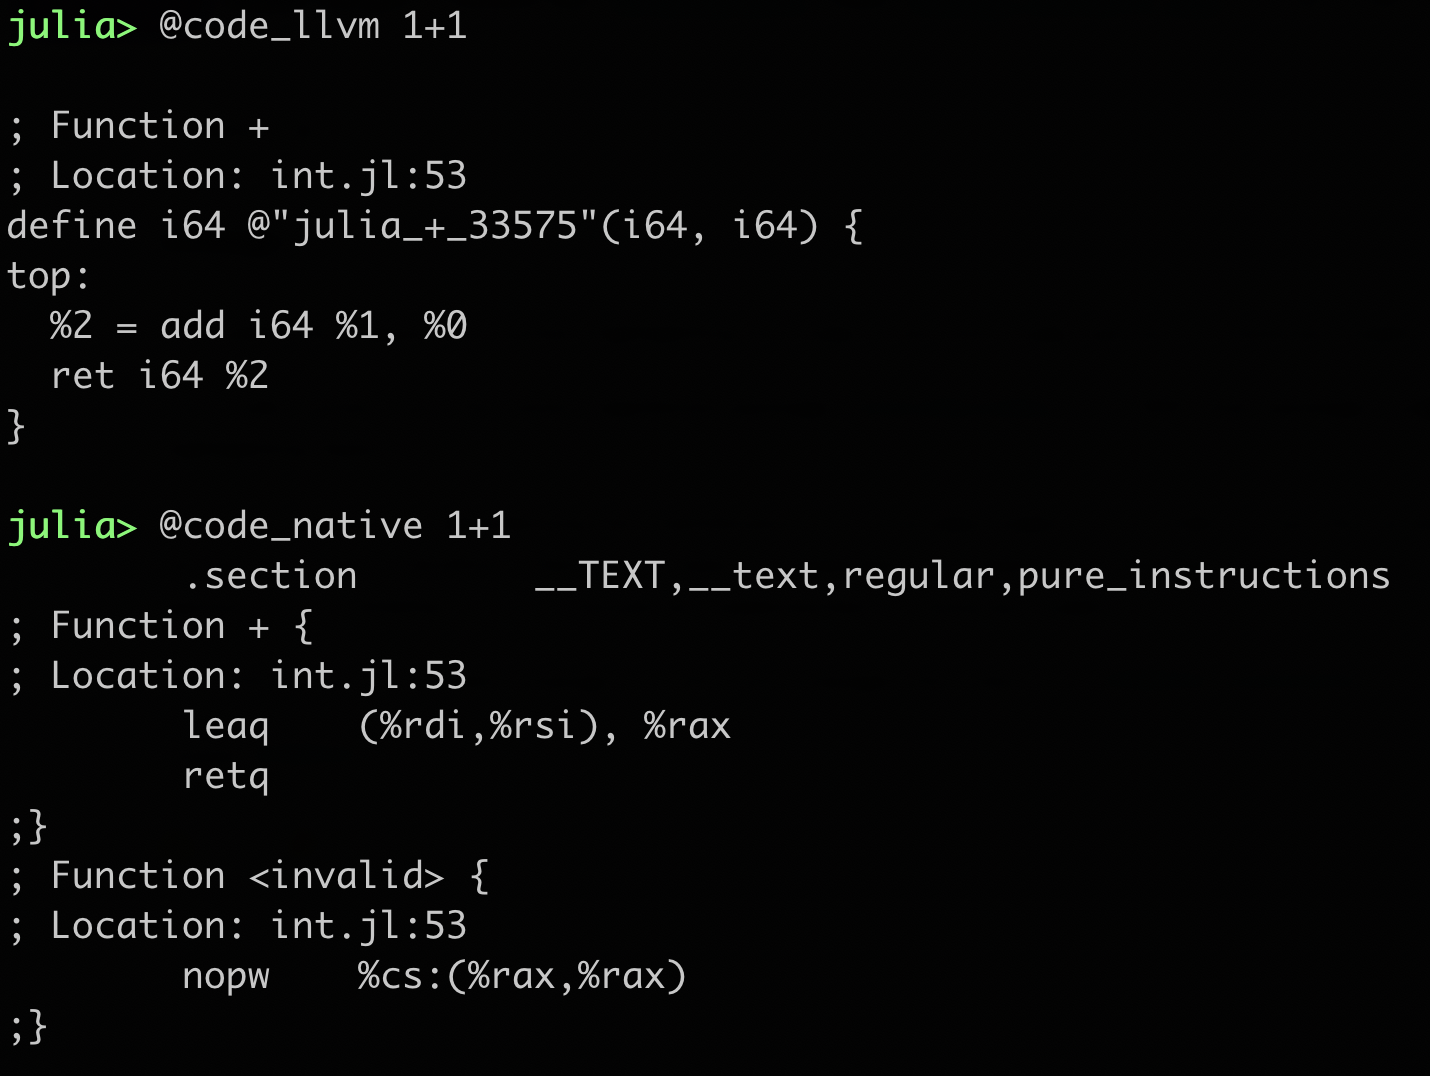 julia> @code_llvm 1+1
; Function +
; Location: int.jl:53
define i64 @"julia_+_33575"(i64, i64) {
top:
  %2 = add i64 %1, %0
  ret i64 %2
}
julia> @code_native 1+1
        .section        __TEXT,__text,regular,pure_instructions
; Function + {
; Location: int.jl:53
        leaq    (%rdi,%rsi), %rax
        retq
;}
; Function <invalid> {
; Location: int.jl:53
        nopw    %cs:(%rax,%rax)
;}